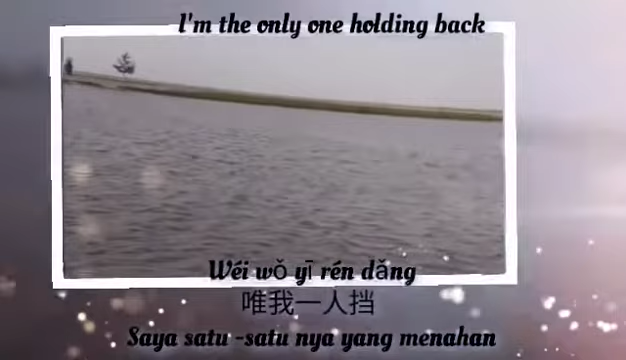 I'm the only one holding back
Wéi wǒ yī rén dǎng
唯我一人挡
Saya satu -satu nya yang menahan